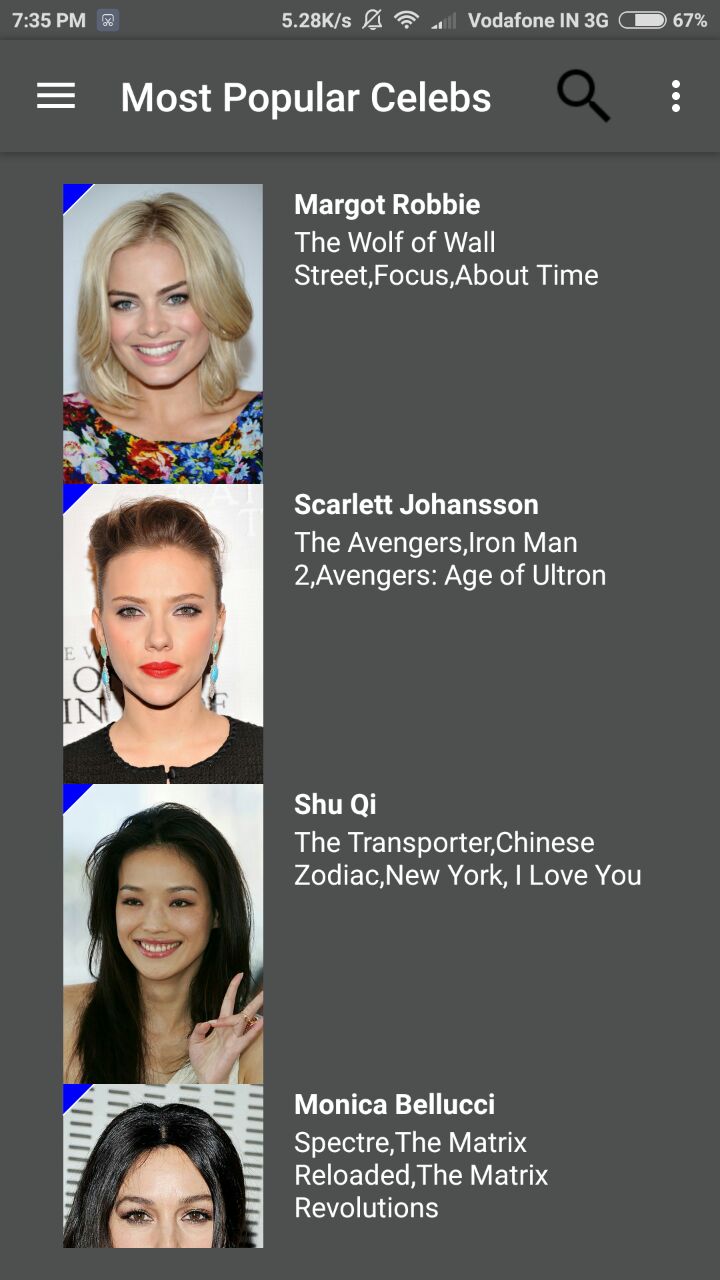 7:35 PM 5.28K/s Vodafone IN 3G 67%
Most Popular Celebs
Margot Robbie
The Wolf of Wall
Street,Focus,About Time
Scarlett Johansson
The Avengers,Iron Man
2,Avengers: Age of Ultron
Shu Qi
The Transporter,Chinese
Zodiac,New York, I Love You
Monica Bellucci
Spectre,The Matrix
Reloaded,The Matrix
Revolutions